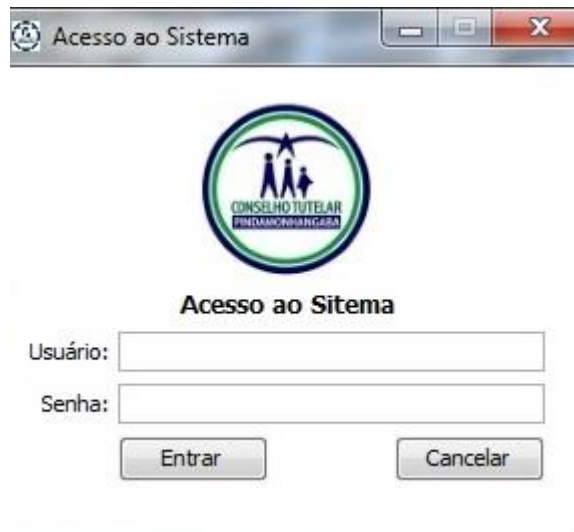 Acesso ao Sistema
CONSELHO TUTELAR
PINDAMONHANGABA
Acesso ao Sitema
Usuário:
Senha:
Entrar
Cancelar